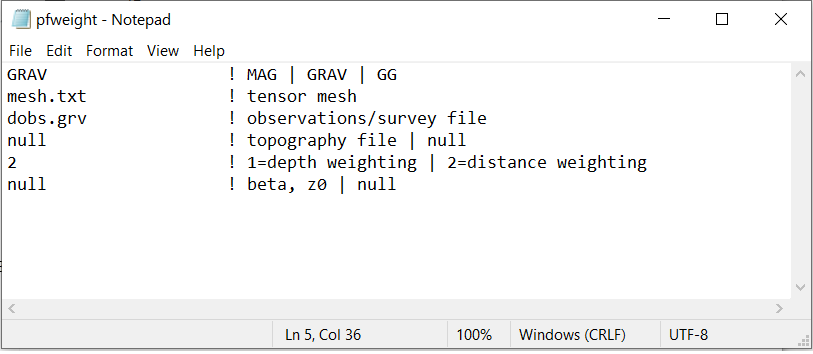 pfweight - Notepad
File Edit Format View Help
GRAV ! MAG | GRAV | GG
mesh.txt ! tensor mesh
dobs.grv ! observations/survey file
null ! topography file | null
2 ! 1=depth weighting | 2=distance weighting
null ! beta, z0 | null
Ln 5, Col 36 100% Windows (CRLF) UTF-8